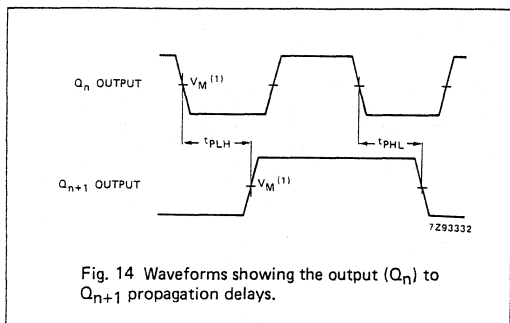 Qn OUTPUT
VM (1)
tPLH
tPHL
Qn+1 OUTPUT
VM (1)
7Z93332
Fig. 14 Waveforms showing the output (Qn) to
Qn+1 propagation delays.